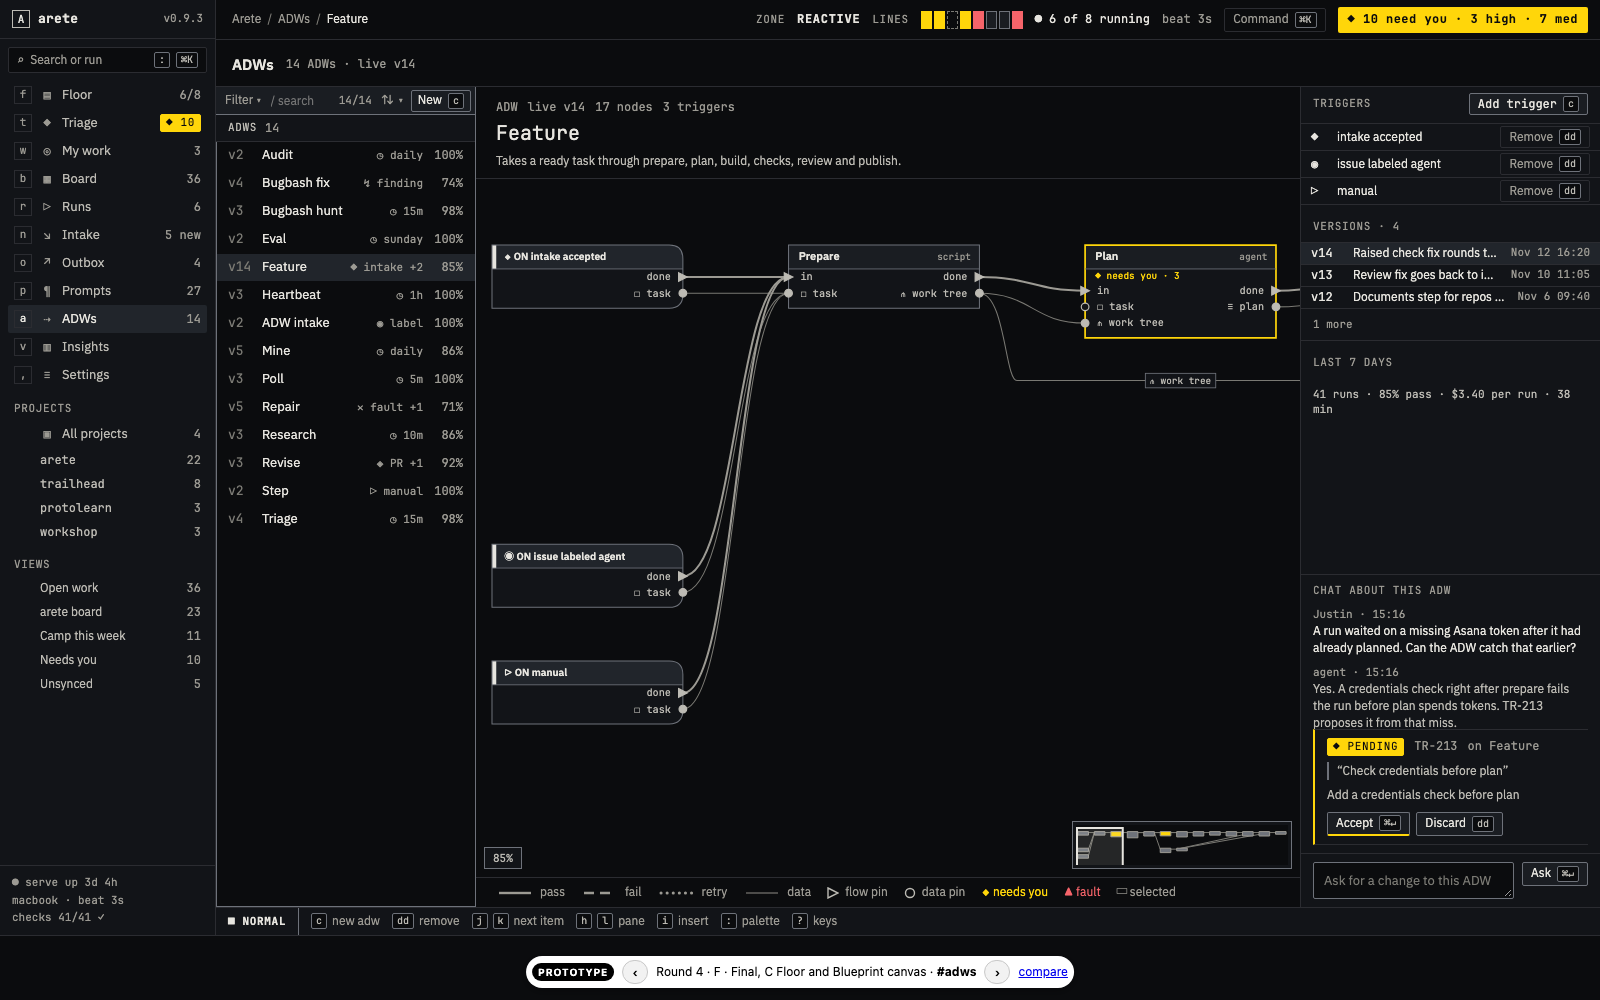 A arete v0.9.3
Search or run : ⌘K
f Floor 6/8
t Triage ◆ 10
w My work 3
b Board 36
r Runs 6
n Intake 5 new
o Outbox 4
p Prompts 27
a ADWs 14
v Insights
, Settings
PROJECTS
All projects 4
arete 22
trailhead 8
protolearn 3
workshop 3
VIEWS
Open work 36
arete board 23
Camp this week 11
Needs you 10
Unsynced 5
serve up 3d 4h
macbook · beat 3s
checks 41/41 ✓
Arete / ADWs / Feature
ZONE REACTIVE LINES 6 of 8 running beat 3s Command ⌘K ◆ 10 need you · 3 high · 7 med
ADWs 14 ADWs · live v14
Filter / search 14/14 New c
ADWS 14
v2 Audit daily 100%
v4 Bugbash fix finding 74%
v3 Bugbash hunt 15m 98%
v2 Eval sunday 100%
v14 Feature ◆ intake +2 85%
v3 Heartbeat 1h 100%
v2 ADW intake label 100%
v5 Mine daily 86%
v3 Poll 5m 100%
v5 Repair × fault +1 71%
v3 Research 10m 86%
v3 Revise ◆ PR +1 92%
v2 Step manual 100%
v4 Triage 15m 98%
ADW live v14 17 nodes 3 triggers
Feature
Takes a ready task through prepare, plan, build, checks, review and publish.
◆ ON intake accepted
done
task
Prepare script
in done
task work tree
Plan agent
◆ needs you · 3
in done
task ≡ plan
work tree
work tree
ON issue labeled agent
done
task
ON manual
done
task
85%
pass fail retry data flow pin data pin ◆ needs you fault selected
TRIGGERS Add trigger c
◆ intake accepted Remove dd
issue labeled agent Remove dd
manual Remove dd
VERSIONS · 4
v14 Raised check fix rounds t... Nov 12 16:20
v13 Review fix goes back to i... Nov 10 11:05
v12 Documents step for repos ... Nov 6 09:40
1 more
LAST 7 DAYS
41 runs · 85% pass · $3.40 per run · 38
min
CHAT ABOUT THIS ADW
Justin · 15:16
A run waited on a missing Asana token after it had
already planned. Can the ADW catch that earlier?
agent · 15:16
Yes. A credentials check right after prepare fails
the run before plan spends tokens. TR-213
proposes it from that miss.
◆ PENDING TR-213 on Feature
“Check credentials before plan”
Add a credentials check before plan
Accept ⌘↵ Discard dd
Ask for a change to this ADW Ask ⌘↵
NORMAL c new adw dd remove j k next item h l pane i insert : palette ? keys
PROTOTYPE ‹ Round 4 · F · Final, C Floor and Blueprint canvas · #adws › compare